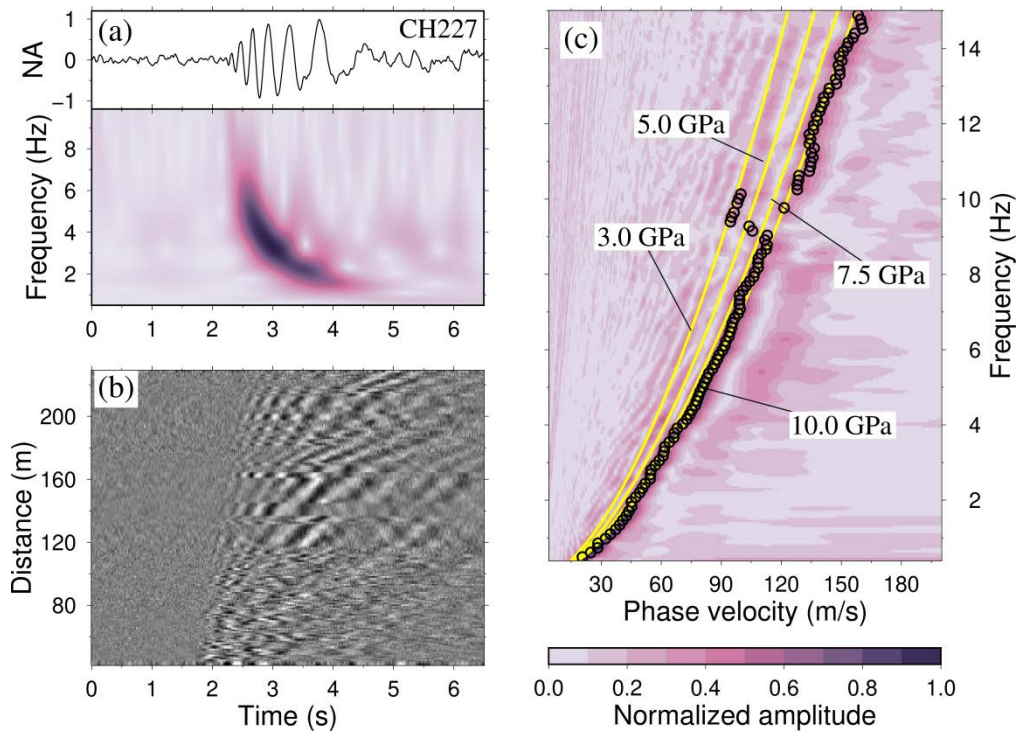 (a)
CH227
NA
1
0
-1
Frequency (Hz)
8
6
4
2
0 1 2 3 4 5 6
(b)
Distance (m)
200
160
120
80
0 1 2 3 4 5 6
Time (s)
(c)
5.0 GPa
3.0 GPa
7.5 GPa
10.0 GPa
14
12
10
8
6
4
2
Frequency (Hz)
30 60 90 120 150 180
Phase velocity (m/s)
0.0 0.2 0.4 0.6 0.8 1.0
Normalized amplitude